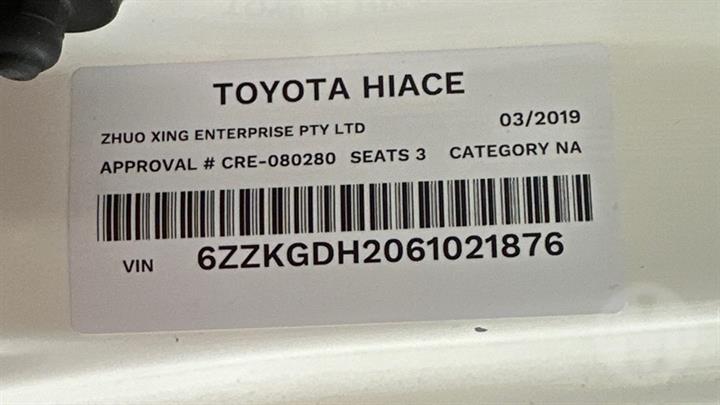 TOYOTA HIACE
ZHUO XING ENTERPRISE PTY LTD 03/2019
APPROVAL # CRE-080280 SEATS 3 CATEGORY NA
VIN 6ZZKGDH2061021876